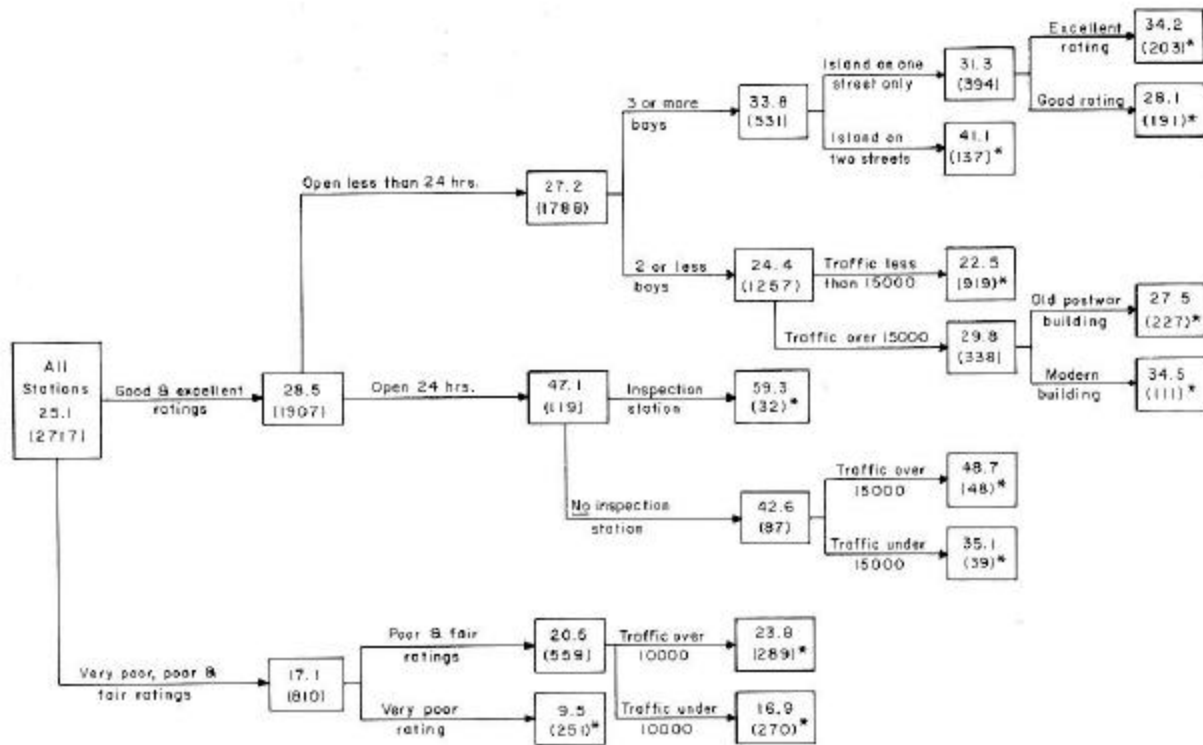 Excellent
rating
34.2
(203)*
Island on one
street only
31.3
(394)
Good rating
28.1
(191)*
3 or more
bays
33.8
(531)
Island on
two streets
41.1
(137)*
Open less than 24 hrs.
27.2
(1788)
2 or less
bays
24.4
(1257)
Traffic less
than 15000
22.5
(919)*
Old postwar
building
27.5
(227)*
Traffic over 15000
29.8
(338)
Modern
building
34.5
(111)*
All
Stations
25.1
(2717)
Good & excellent
ratings
28.5
(1907)
Open 24 hrs.
47.1
(119)
Inspection
station
59.3
(32)*
No inspection
station
42.6
(87)
Traffic over
15000
48.7
(48)*
Traffic under
15000
35.1
(39)*
Very poor, poor &
fair ratings
17.1
(810)
Poor & fair
ratings
20.5
(559)
Traffic over
10000
23.8
(289)*
Very poor
rating
9.5
(251)*
Traffic under
10000
16.9
(270)*